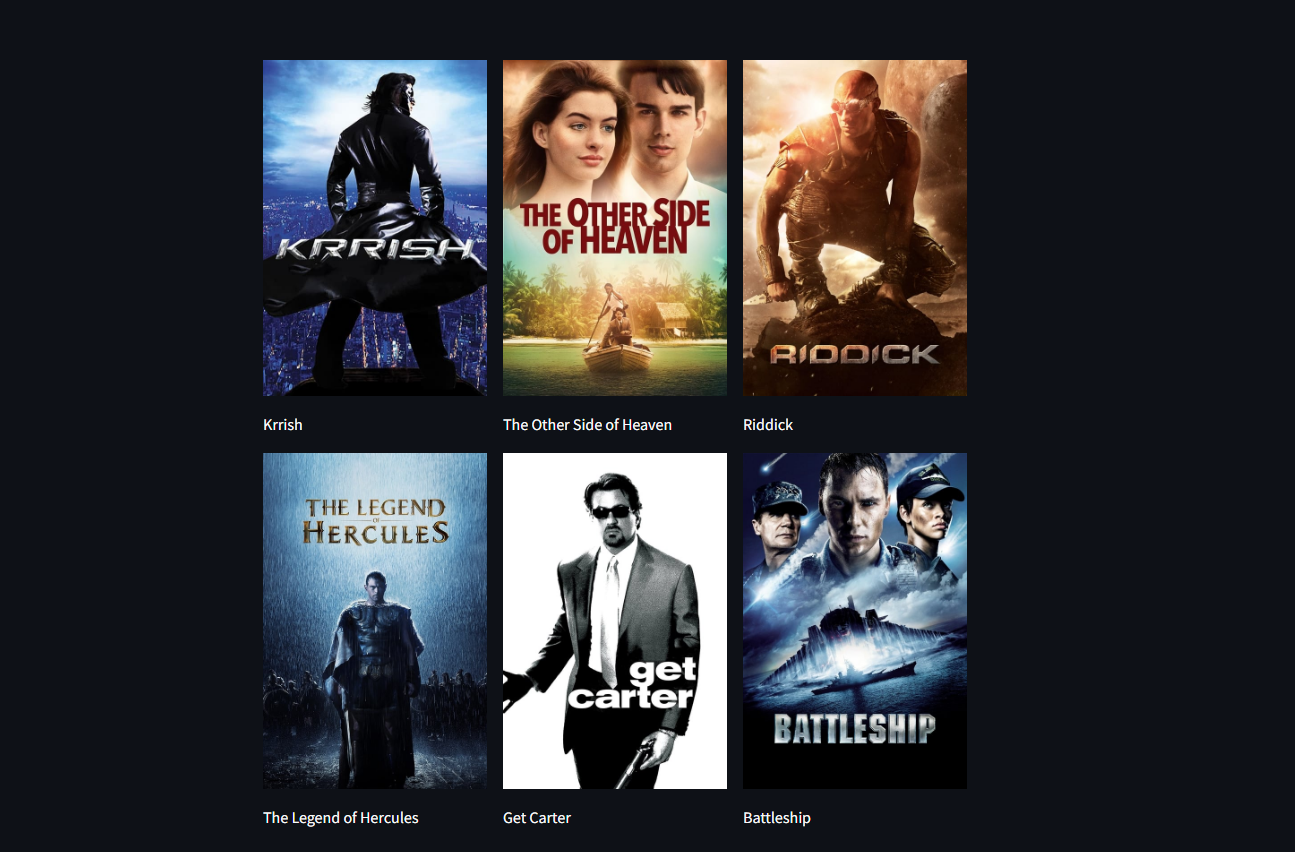 KRRISH
THE OTHER SIDE
OF HEAVEN
RIDDICK
Krrish
The Other Side of Heaven
Riddick
THE LEGEND
OF
HERCULES
get
carter
BATTLESHIP
The Legend of Hercules
Get Carter
Battleship